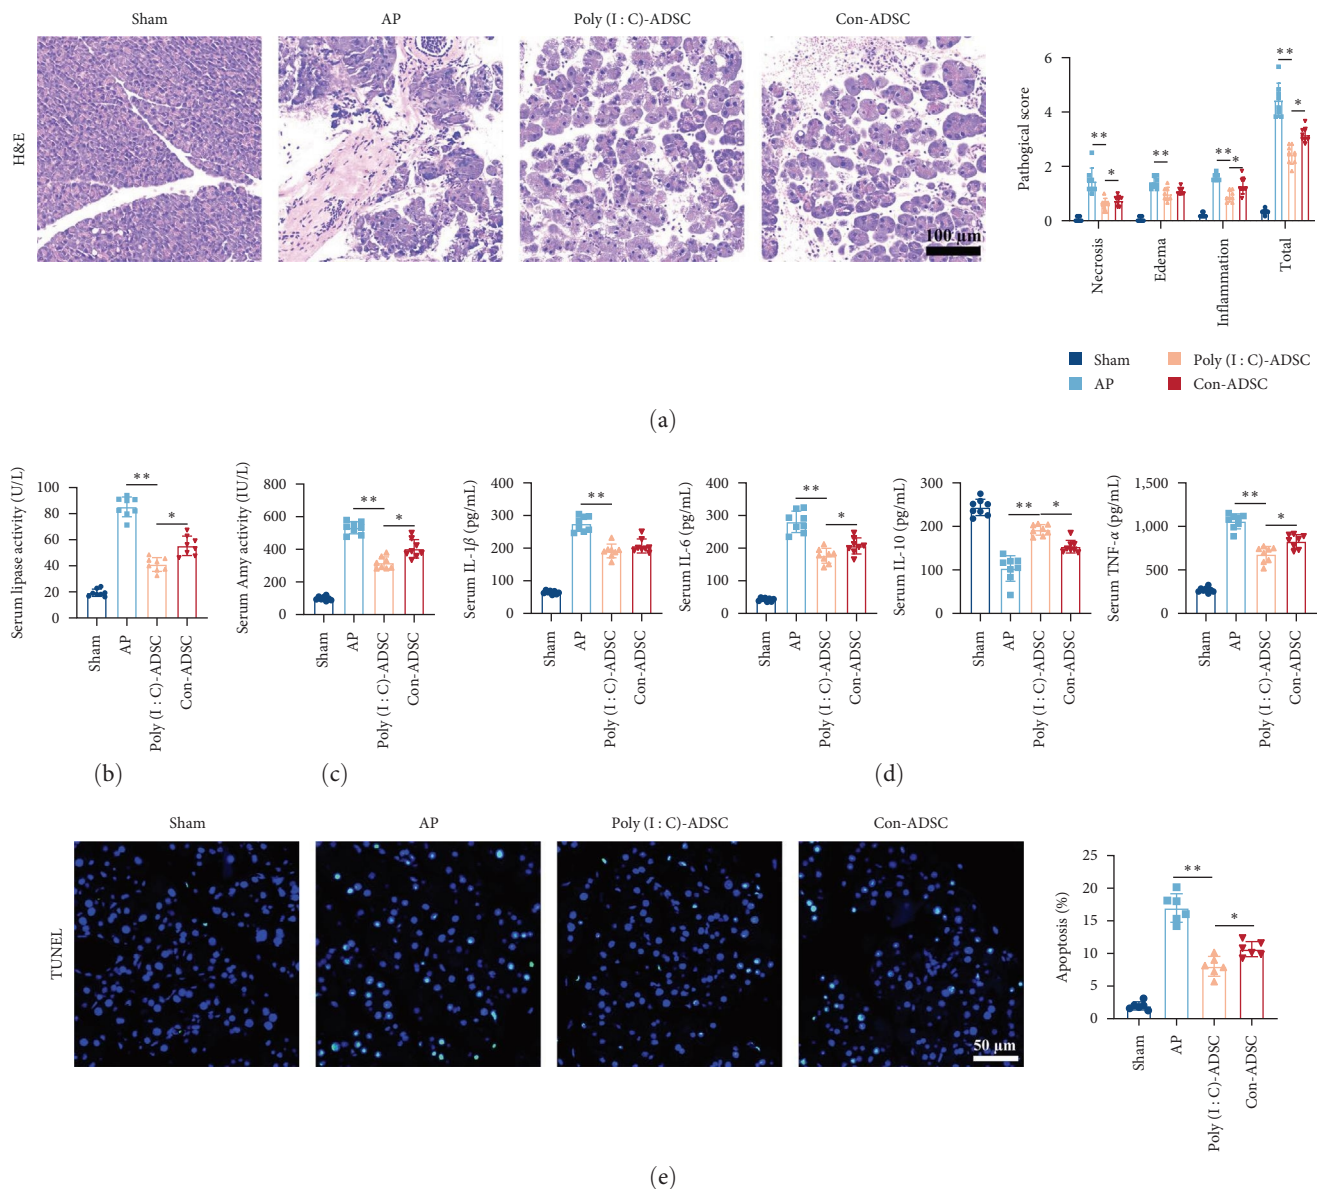 Sham AP Poly (I : C)-ADSC Con-ADSC
H&E
100 μm
Pathogical score
6
4
2
0
** * ** ** * ** *
Necrosis Edema Inflammation Total
Sham Poly (I : C)-ADSC
AP Con-ADSC
(a)
Serum lipase activity (U/L)
100
80
60
40
20
0
** *
Sham AP Poly (I : C)-ADSC Con-ADSC
(b)
Serum Amy activity (IU/L)
800
600
400
200
0
** *
Sham AP Poly (I : C)-ADSC Con-ADSC
(c)
Serum IL-1β (pg/mL)
400
300
200
100
0
**
Sham AP Poly (I : C)-ADSC Con-ADSC
Serum IL-6 (pg/mL)
400
300
200
100
0
** *
Sham AP Poly (I : C)-ADSC Con-ADSC
Serum IL-10 (pg/mL)
300
200
100
0
** *
Sham AP Poly (I : C)-ADSC Con-ADSC
Serum TNF-α (pg/mL)
1,500
1,000
500
0
** *
Sham AP Poly (I : C)-ADSC Con-ADSC
(d)
Sham AP Poly (I : C)-ADSC Con-ADSC
TUNEL
50 μm
Apoptosis (%)
25
20
15
10
5
0
** *
Sham AP Poly (I : C)-ADSC Con-ADSC
(e)